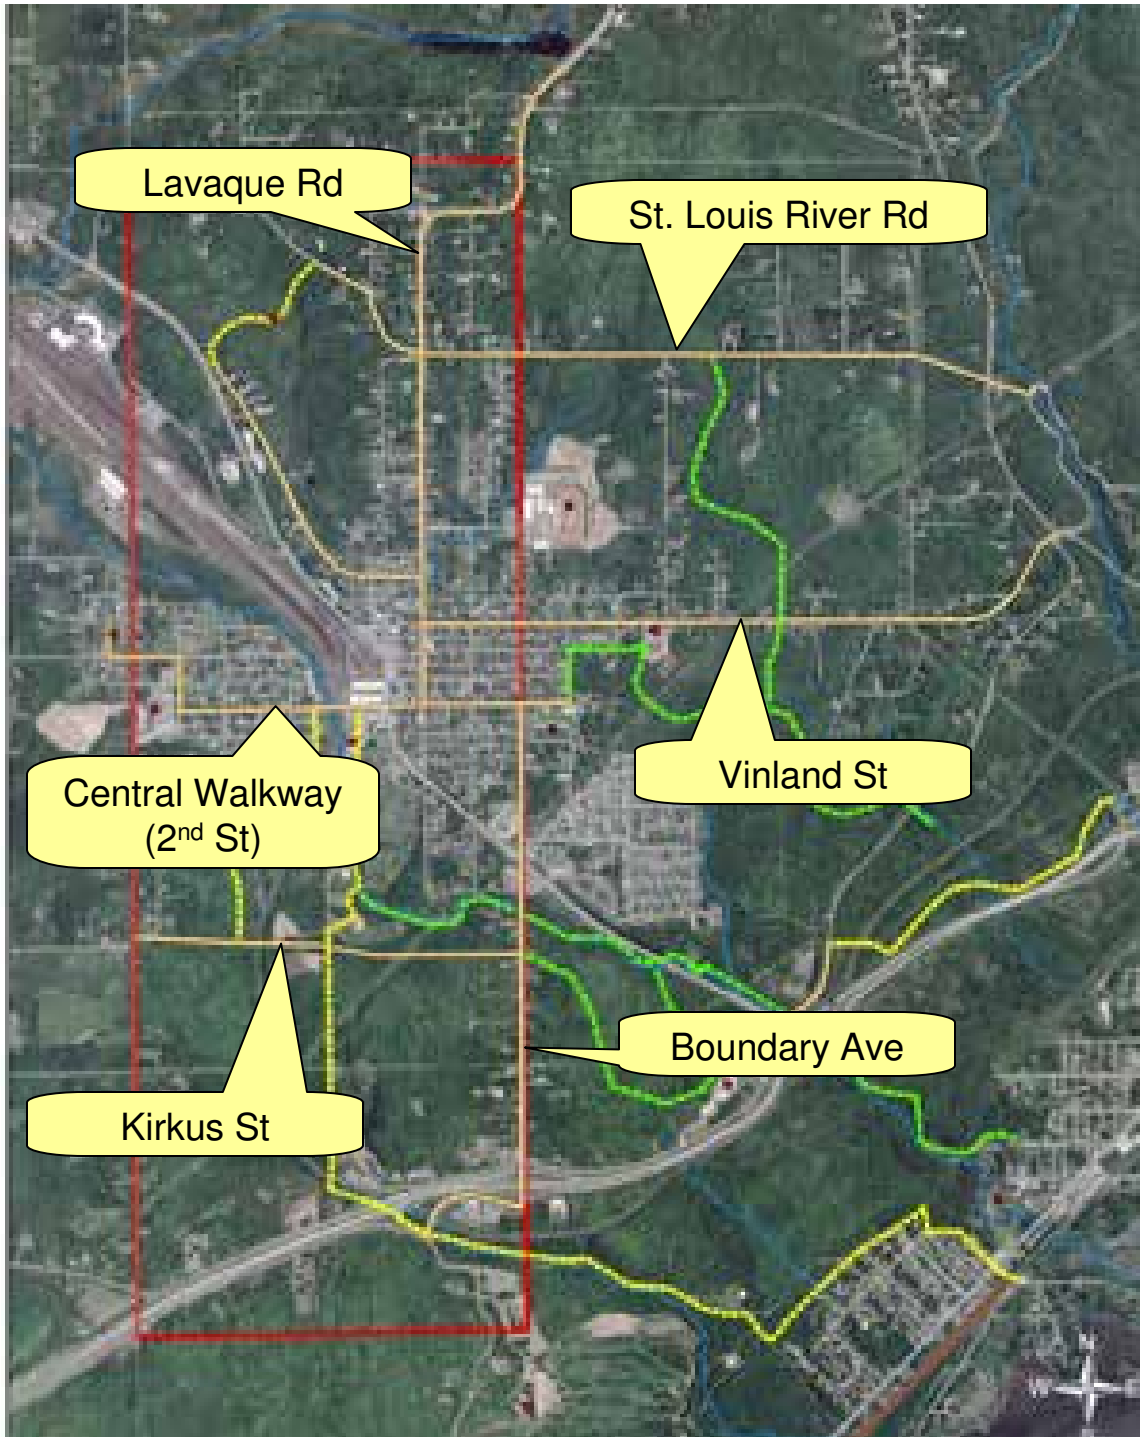 Lavaque Rd
St. Louis River Rd
Central Walkway
(2nd St)
Vinland St
Boundary Ave
Kirkus St